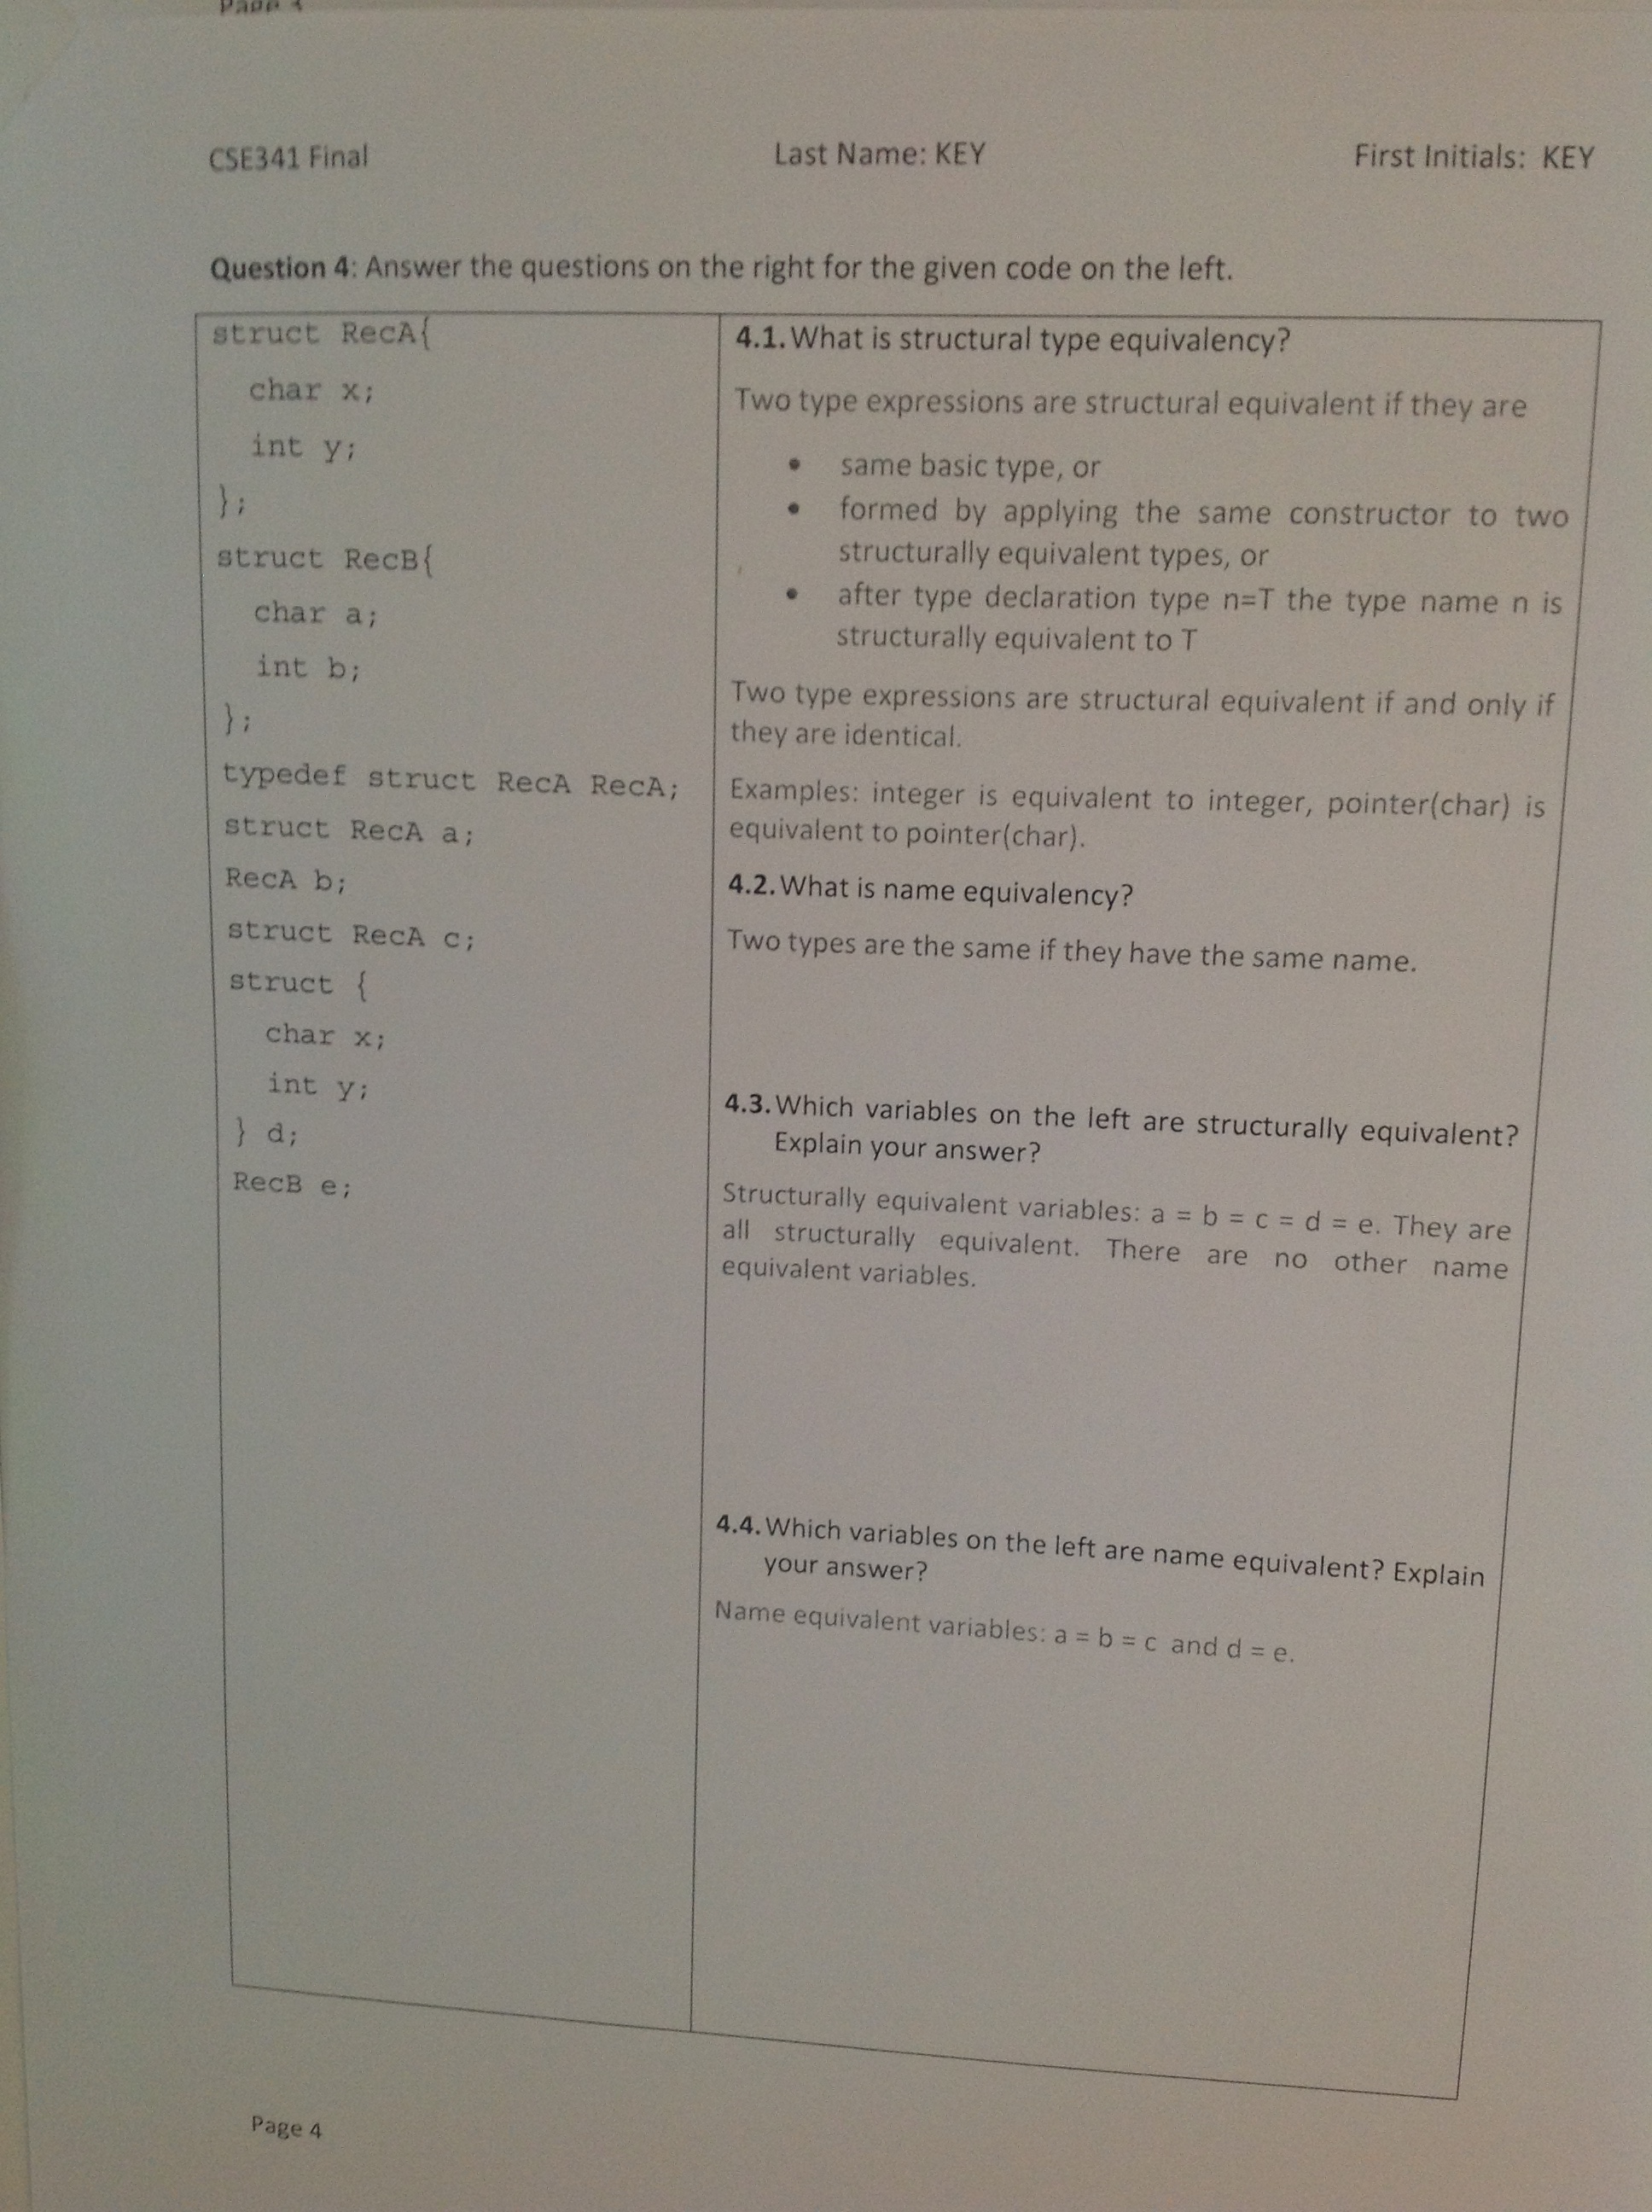 Page
CSE341 Final Last Name: KEY First Initials: KEY
Question 4: Answer the questions on the right for the given code on the left.
struct RecA{
char x;
int y;
};
struct RecB{
char a;
int b;
};
typedef struct RecA RecA;
struct RecA a;
RecA b;
struct RecA c;
struct {
char x;
int y;
} d;
RecB e;
4.1. What is structural type equivalency?
Two type expressions are structural equivalent if they are
• same basic type, or
• formed by applying the same constructor to two
structurally equivalent types, or
• after type declaration type n=T the type name n is
structurally equivalent to T
Two type expressions are structural equivalent if and only if
they are identical.
Examples: integer is equivalent to integer, pointer(char) is
equivalent to pointer(char).
4.2. What is name equivalency?
Two types are the same if they have the same name.
4.3. Which variables on the left are structurally equivalent?
Explain your answer?
Structurally equivalent variables: a = b = c = d = e. They are
all structurally equivalent. There are no other name
equivalent variables.
4.4. Which variables on the left are name equivalent? Explain
your answer?
Name equivalent variables: a = b = c and d = e.
Page 4